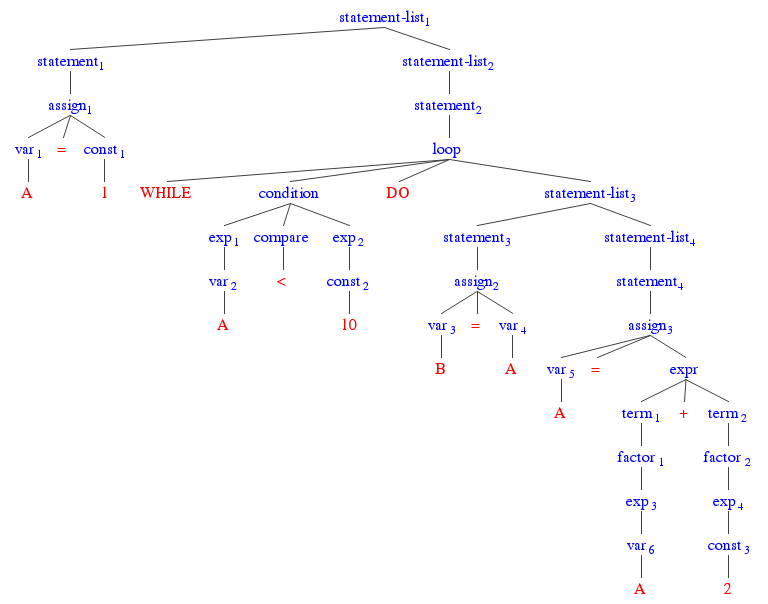 statement-list1
statement1 statement-list2
assign1 statement2
var1 = const1 loop
A 1 WHILE condition DO statement-list3
exp1 compare exp2 statement3 statement-list4
var2 < const2 assign2 statement4
A 10 var3 = var4 assign3
B A var5 = expr
A term1 + term2
factor1 factor2
exp3 exp4
var6 const3
A 2